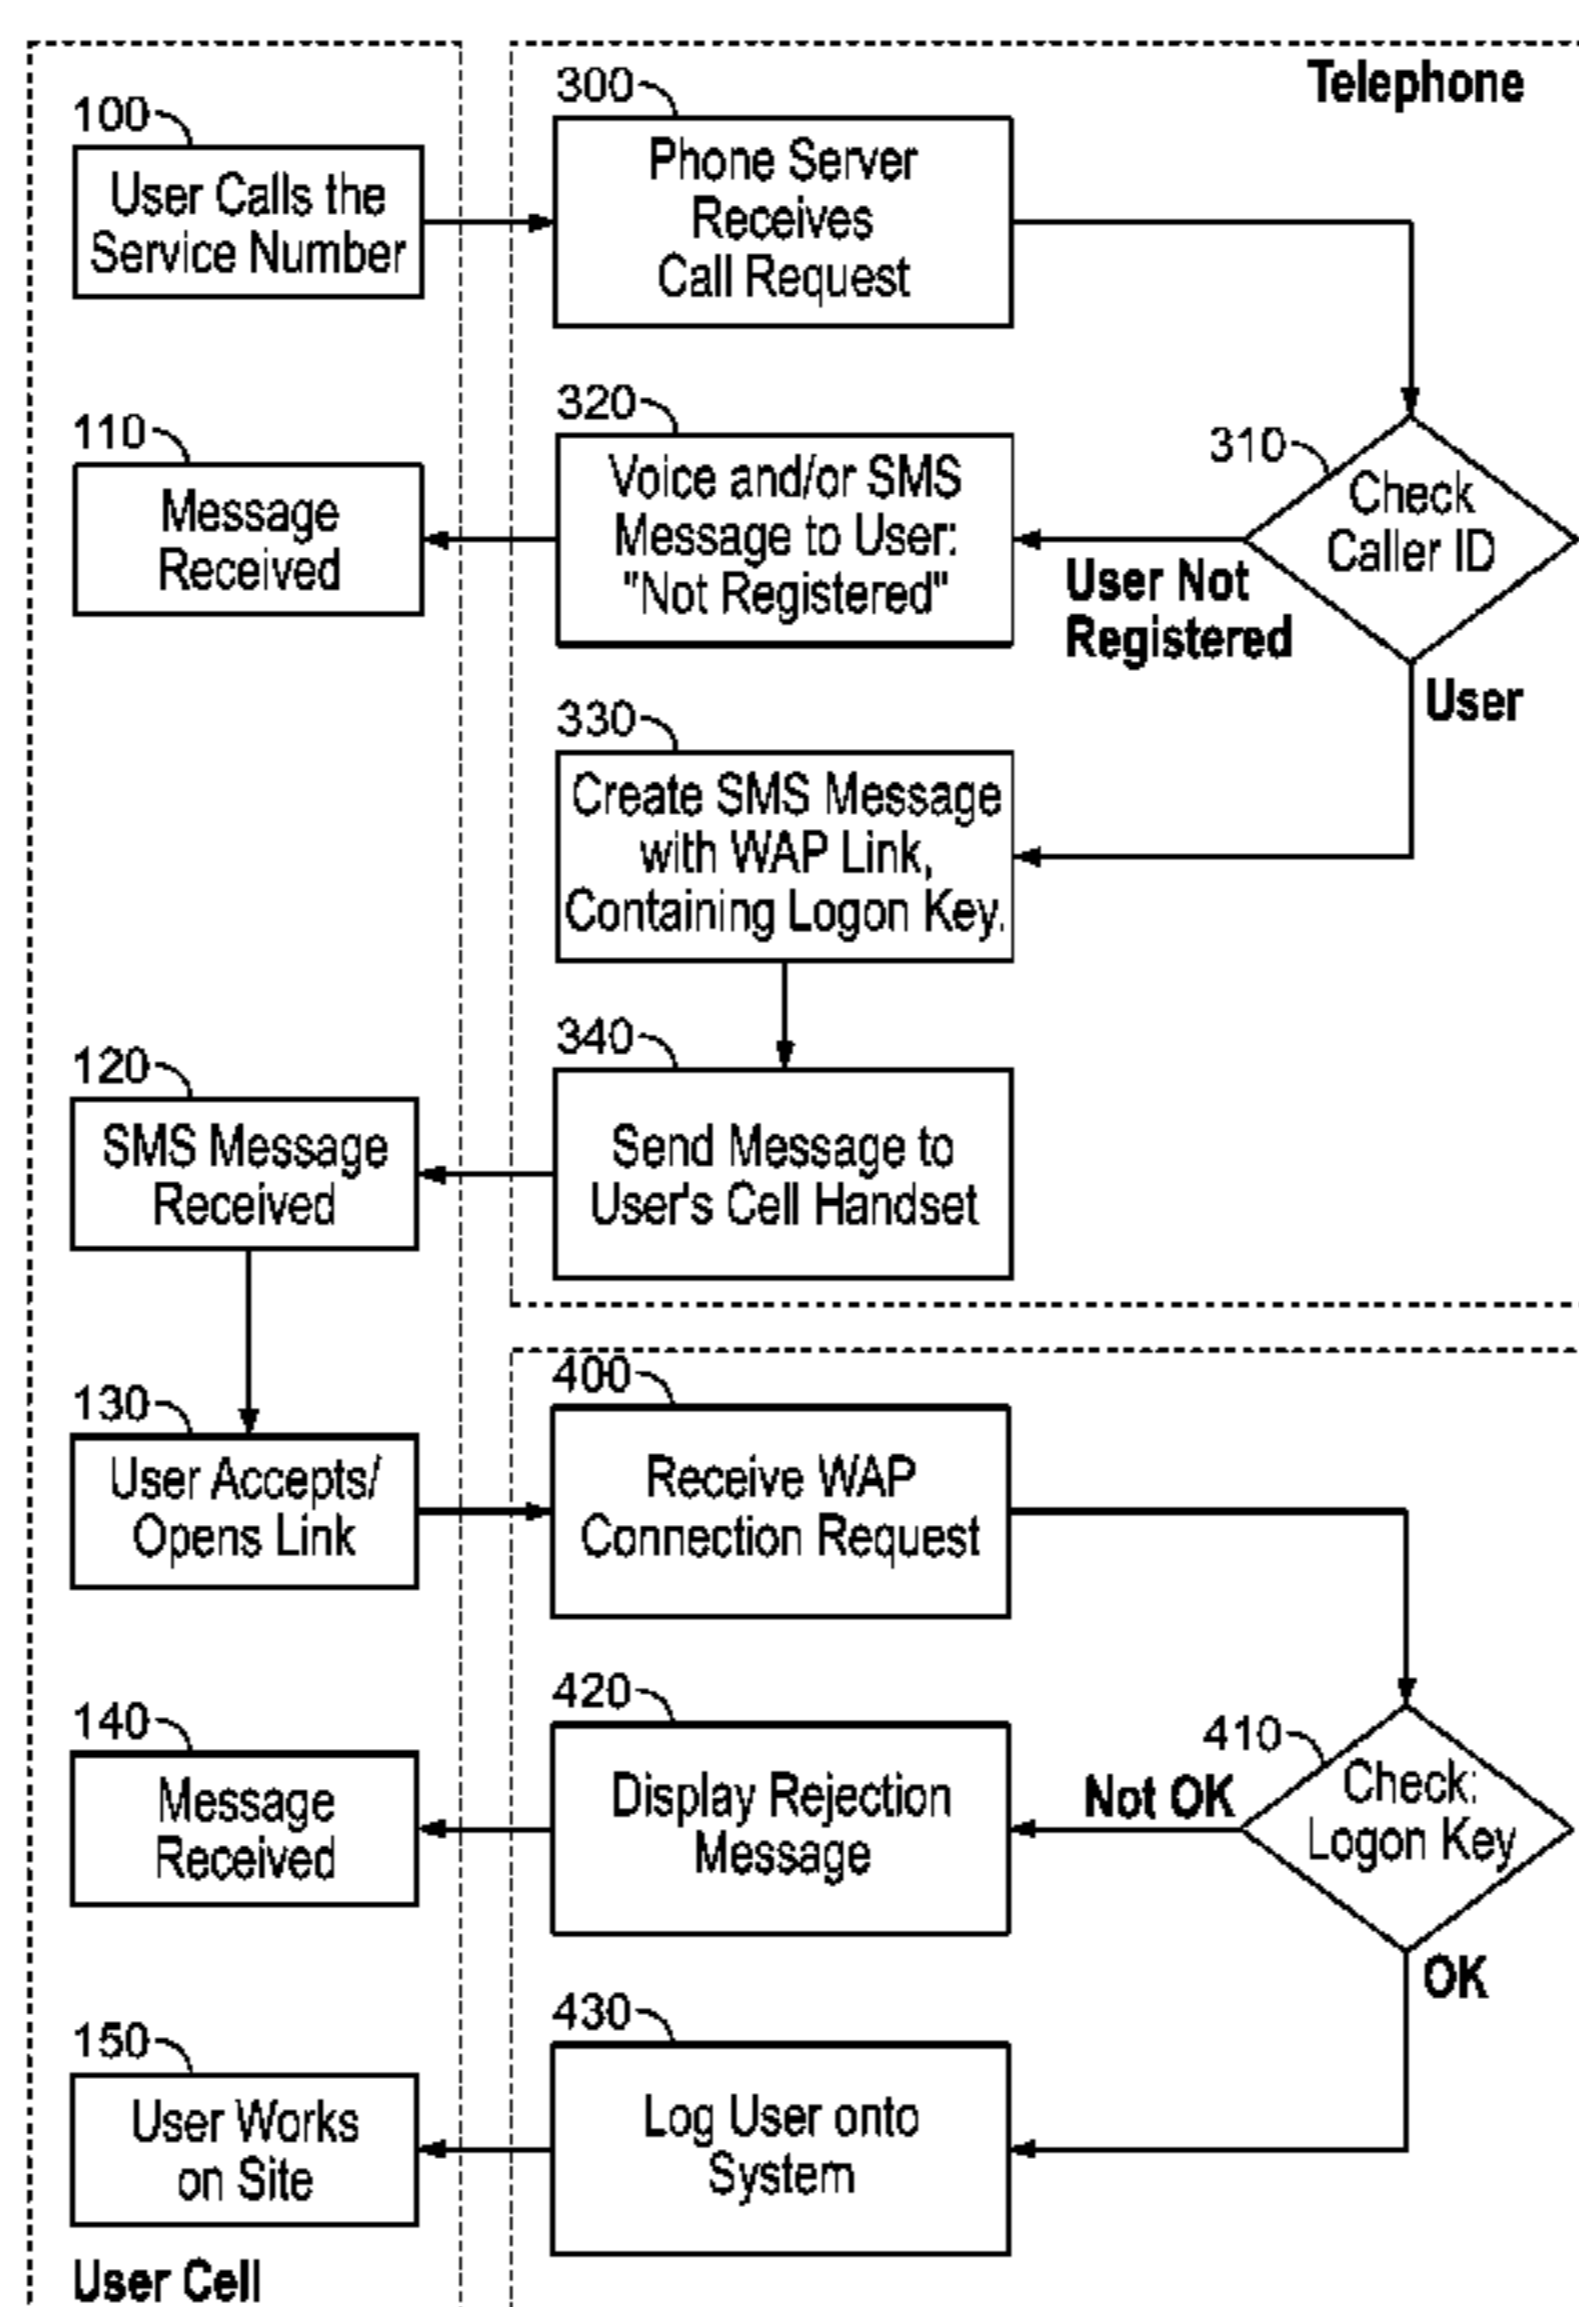 Telephone
100
User Calls the
Service Number
300
Phone Server
Receives
Call Request
310
Check
Caller ID
User Not
Registered
User
320
Voice and/or SMS
Message to User:
"Not Registered"
110
Message
Received
330
Create SMS Message
with WAP Link,
Containing Logon Key.
340
Send Message to
User's Cell Handset
120
SMS Message
Received
130
User Accepts/
Opens Link
400
Receive WAP
Connection Request
410
Check:
Logon Key
Not OK
OK
420
Display Rejection
Message
140
Message
Received
430
Log User onto
System
150
User Works
on Site
User Cell